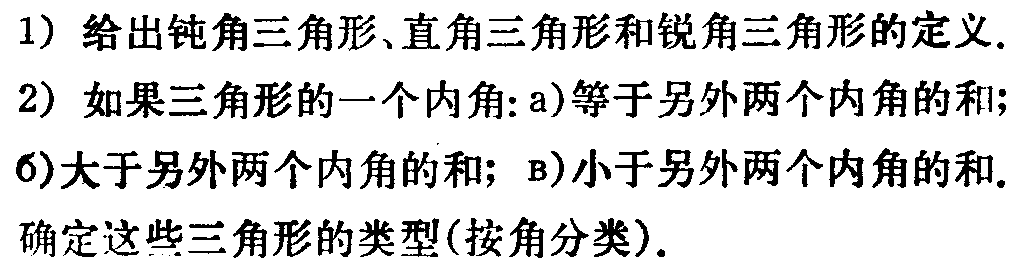 1) 给出钝角三角形、直角三角形和锐角三角形的定义.
2) 如果三角形的一个内角: a)等于另外两个内角的和;
б)大于另外两个内角的和; в)小于另外两个内角的和.
确定这些三角形的类型(按角分类).